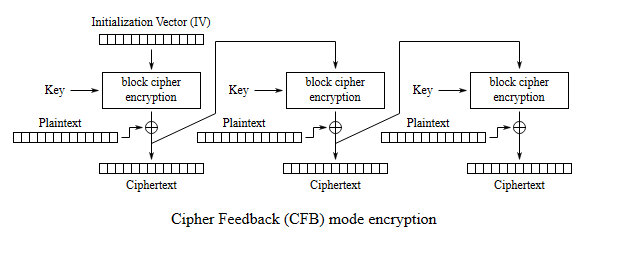 Initialization Vector (IV)
Key
block cipher
encryption
Key
block cipher
encryption
Key
block cipher
encryption
Plaintext
Plaintext
Plaintext
Ciphertext
Ciphertext
Ciphertext
Cipher Feedback (CFB) mode encryption